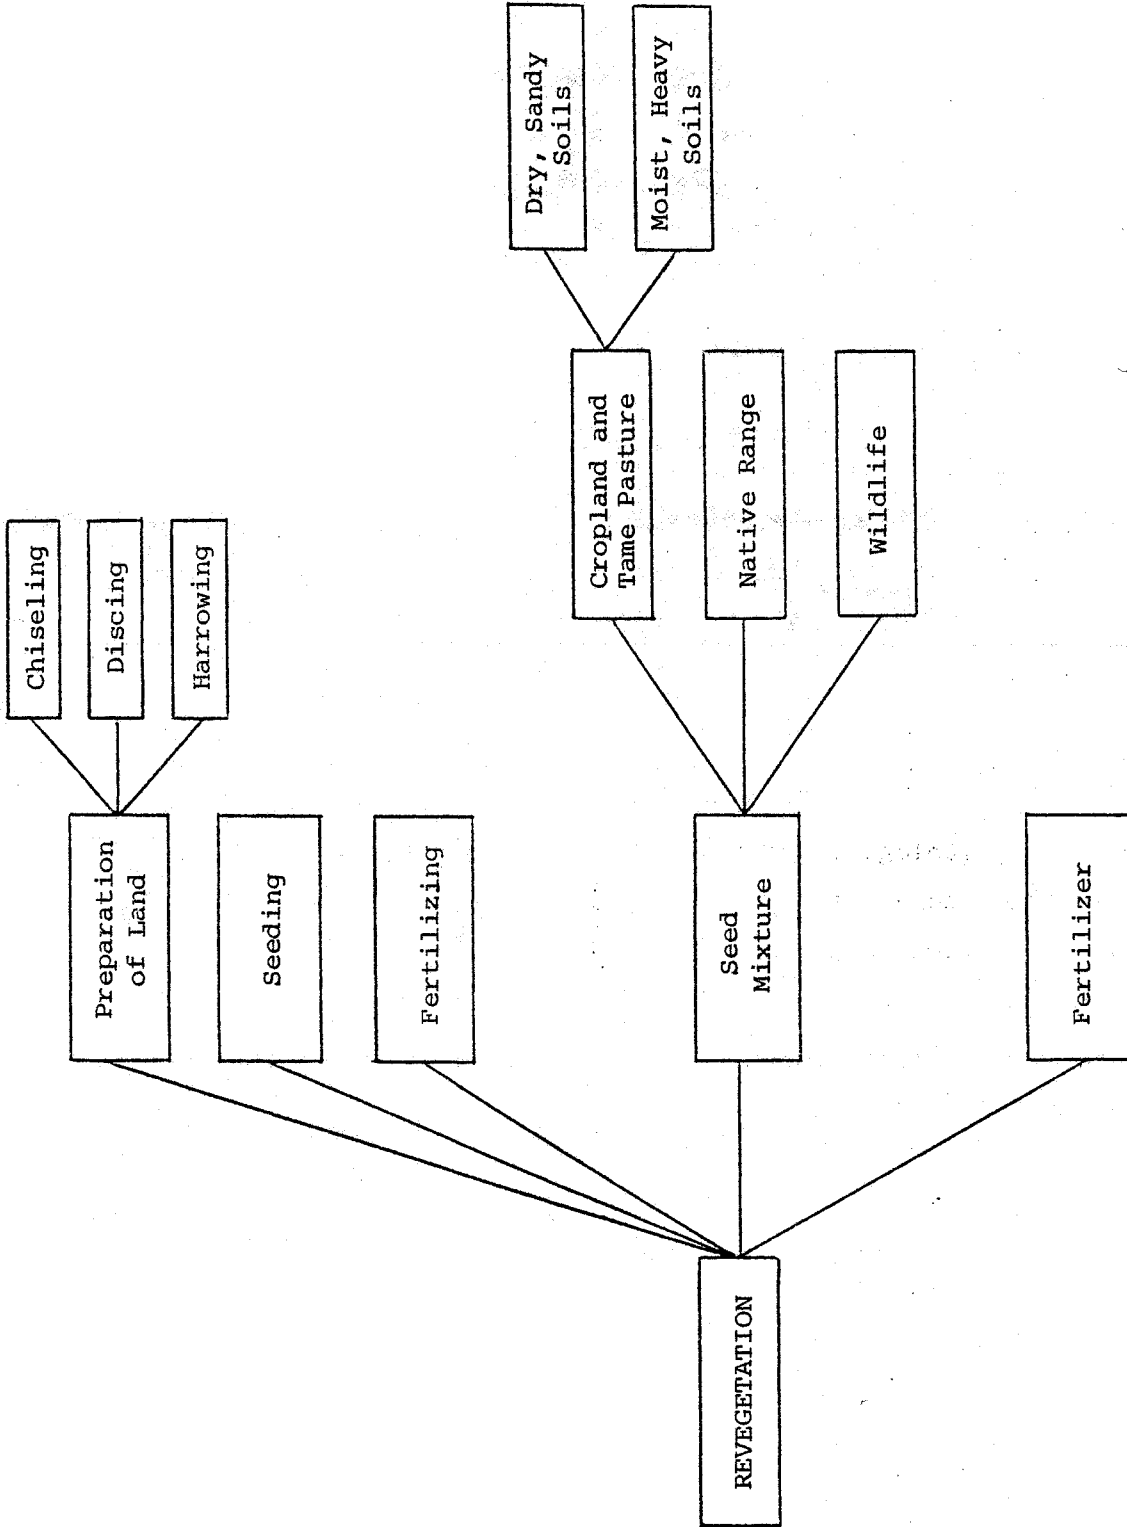 REVEGETATION
Preparation
of Land
Seeding
Fertilizing
Seed
Mixture
Fertilizer
Chiseling
Discing
Harrowing
Cropland and
Tame Pasture
Native Range
Wildlife
Dry, Sandy
Soils
Moist, Heavy
Soils